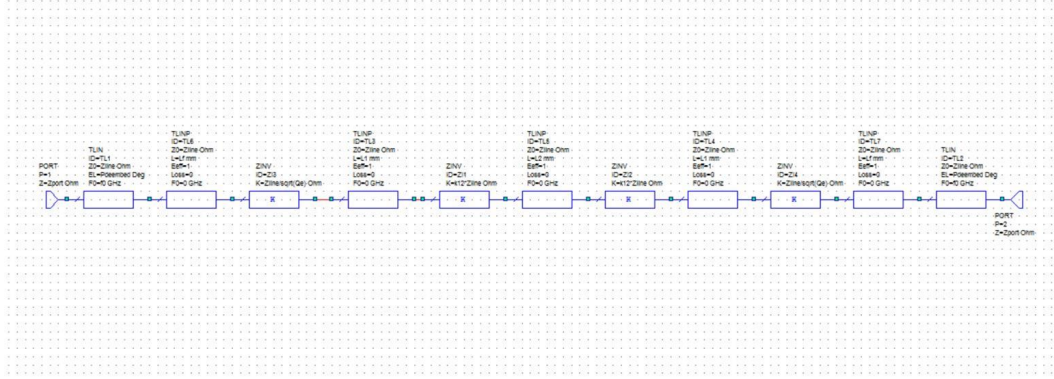 PORT
P=1
Z=Zport Ohm
TLIN
ID=TL1
Z0=Zline Ohm
EL=Pdeembed Deg
F0=f0 GHz
TLINP
ID=TL6
Z0=Zline Ohm
L=Lf mm
Eeff=1
Loss=0
F0=0 GHz
ZINV
ID=ZI3
K=Zline/sqrt(Qe) Ohm
K
TLINP
ID=TL3
Z0=Zline Ohm
L=L1 mm
Eeff=1
Loss=0
F0=0 GHz
ZINV
ID=ZI1
K=k12*Zline Ohm
K
TLINP
ID=TL5
Z0=Zline Ohm
L=L2 mm
Eeff=1
Loss=0
F0=0 GHz
ZINV
ID=ZI2
K=k12*Zline Ohm
K
TLINP
ID=TL4
Z0=Zline Ohm
L=L1 mm
Eeff=1
Loss=0
F0=0 GHz
ZINV
ID=ZI4
K=Zline/sqrt(Qe) Ohm
K
TLINP
ID=TL7
Z0=Zline Ohm
L=Lf mm
Eeff=1
Loss=0
F0=0 GHz
TLIN
ID=TL2
Z0=Zline Ohm
EL=Pdeembed Deg
F0=f0 GHz
PORT
P=2
Z=Zport Ohm